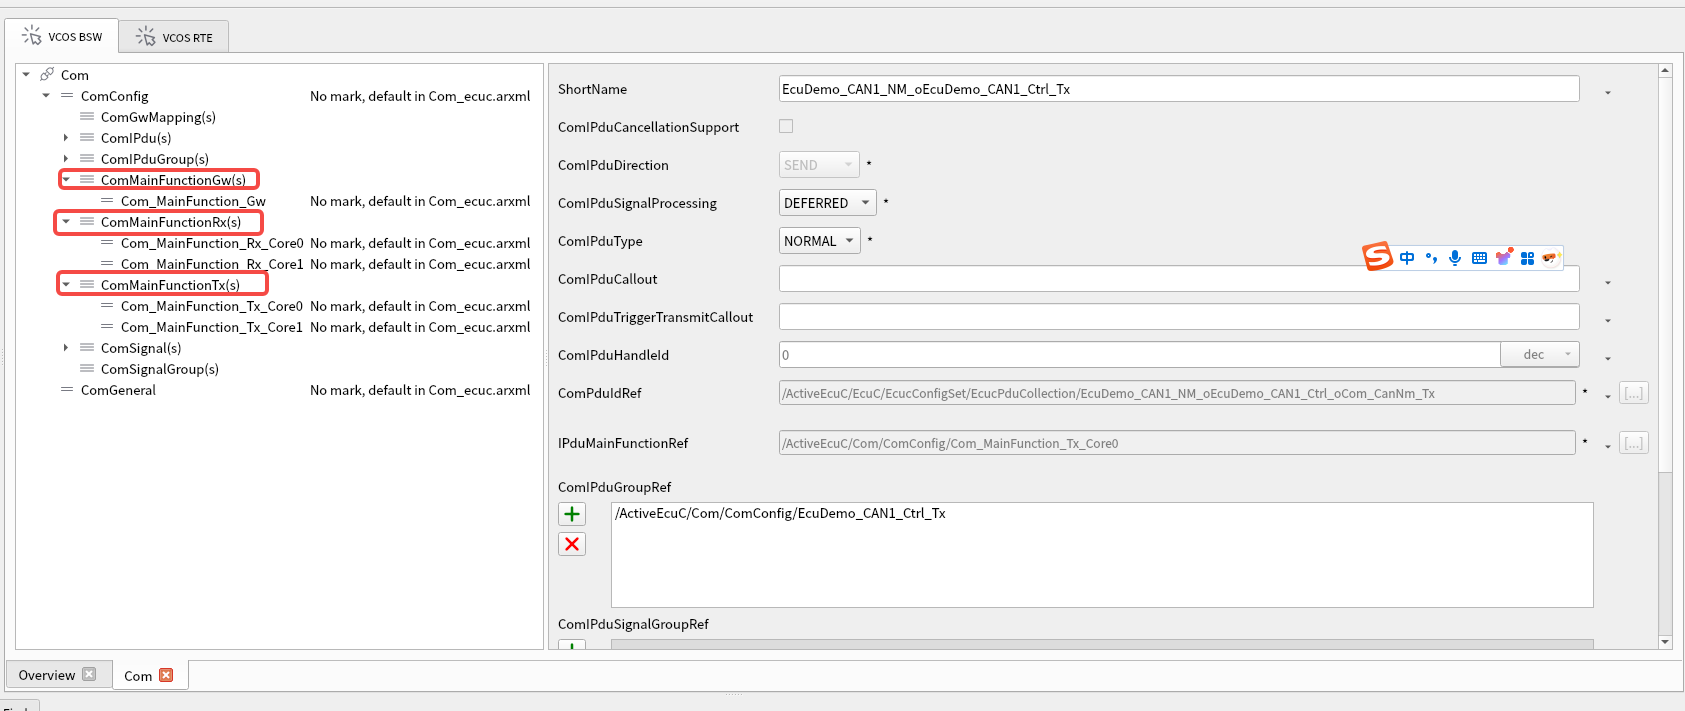 VCOS BSW
VCOS RTE
Com
ComConfig No mark, default in Com_ecuc.arxml
ComGwMapping(s)
ComIPdu(s)
ComIPduGroup(s)
ComMainFunctionGw(s)
Com_MainFunction_Gw No mark, default in Com_ecuc.arxml
ComMainFunctionRx(s)
Com_MainFunction_Rx_Core0 No mark, default in Com_ecuc.arxml
Com_MainFunction_Rx_Core1 No mark, default in Com_ecuc.arxml
ComMainFunctionTx(s)
Com_MainFunction_Tx_Core0 No mark, default in Com_ecuc.arxml
Com_MainFunction_Tx_Core1 No mark, default in Com_ecuc.arxml
ComSignal(s)
ComSignalGroup(s)
ComGeneral No mark, default in Com_ecuc.arxml
ShortName EcuDemo_CAN1_NM_oEcuDemo_CAN1_Ctrl_Tx
ComIPduCancellationSupport
ComIPduDirection SEND *
ComIPduSignalProcessing DEFERRED *
ComIPduType NORMAL *
S 中
ComIPduCallout
ComIPduTriggerTransmitCallout
ComIPduHandleId 0 dec
ComPduIdRef /ActiveEcuC/EcuC/EcucConfigSet/EcucPduCollection/EcuDemo_CAN1_NM_oEcuDemo_CAN1_Ctrl_oCom_CanNm_Tx * [...]
IPduMainFunctionRef /ActiveEcuC/Com/ComConfig/Com_MainFunction_Tx_Core0 * [...]
ComIPduGroupRef
/ActiveEcuC/Com/ComConfig/EcuDemo_CAN1_Ctrl_Tx
ComIPduSignalGroupRef
Overview
Com